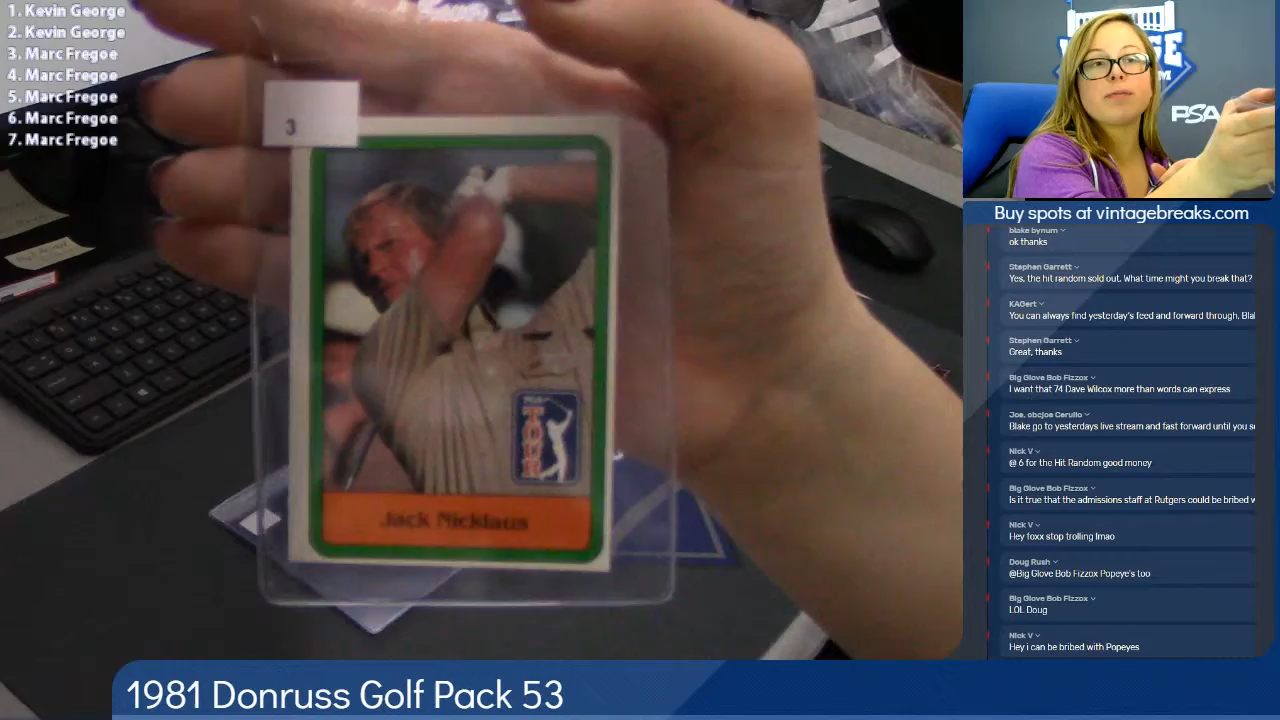 1. Kevin George
2. Kevin George
3. Marc Fregoe
4. Marc Fregoe
5. Marc Fregoe
6. Marc Fregoe
7. Marc Fregoe
3
PGA
TOUR
Jack Nicklaus
PSA
Buy spots at vintagebreaks.com
blake bynum
ok thanks
Stephen Garrett
Yes, the hit random sold out. What time might you break that?
KAGert
You can always find yesterday's feed and forward through. Bla
Stephen Garrett
Great, thanks
Big Glove Bob Fizzox
I want that 74 Dave Wilcox more than words can express
Joe, obcjoe Cerullo
Blake go to yesterdays live stream and fast forward until you s
Nick V
@ 6 for the Hit Random good money
Big Glove Bob Fizzox
Is it true that the admissions staff at Rutgers could be bribed w
Nick V
Hey foxx stop trolling lmao
Doug Rush
@Big Glove Bob Fizzox Popeye's too
Big Glove Bob Fizzox
LOL Doug
Nick V
Hey i can be bribed with Popeyes
1981 Donruss Golf Pack 53